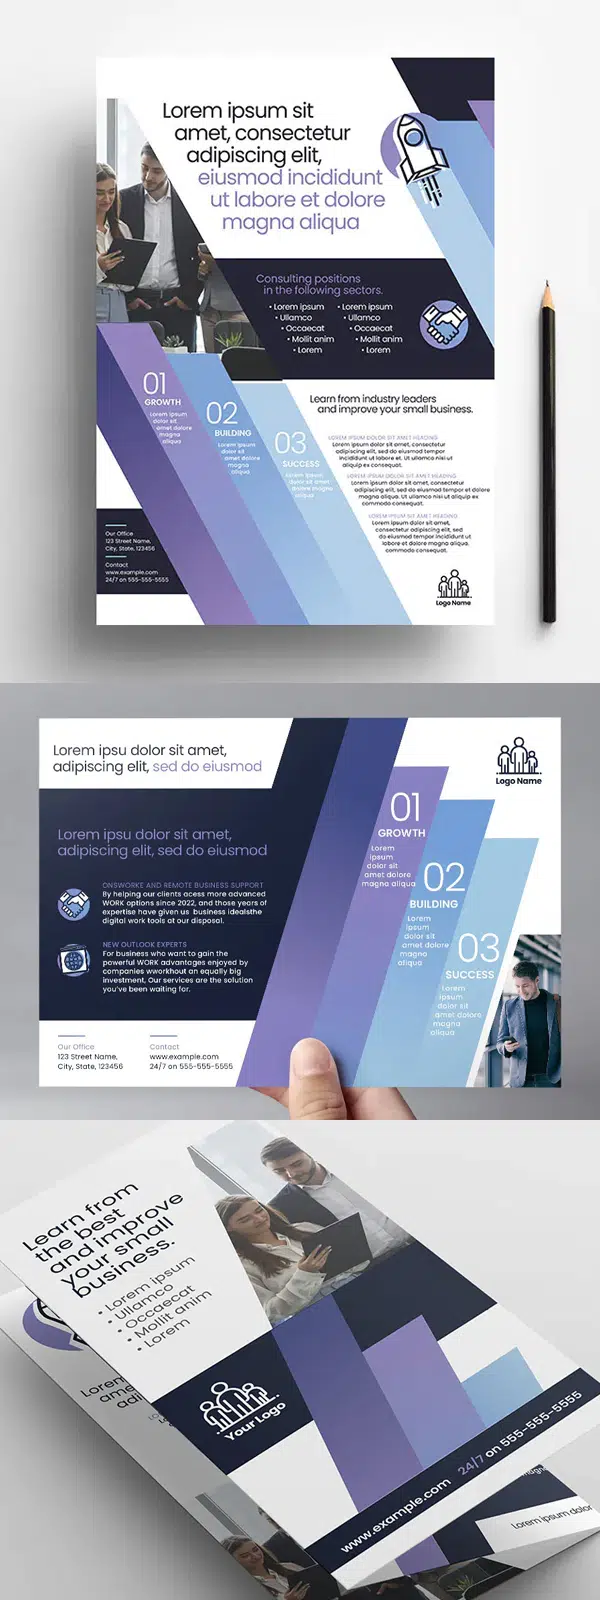 Lorem ipsum sit
amet, consectetur
adipiscing elit,
eiusmod incididunt
ut labore et dolore
magna aliqua
Consulting positions
in the following sectors.
• Lorem ipsum
• Ullamco
• Occaecat
• Mollit anim
• Lorem
• Lorem ipsum
• Ullamco
• Occaecat
• Mollit anim
• Lorem
01
GROWTH
Lorem ipsum
dolor sit
amet dolore
magna
aliqua
02
BUILDING
Lorem ipsum
dolor sit
amet dolore
magna
aliqua
03
SUCCESS
Lorem ipsum
dolor sit amet
dolore magna
aliqua
Learn from industry leaders
and improve your small business.
LOREM IPSUM DOLOR SIT AMET HEADING
Lorem ipsum dolor sit amet, consectetur
adipiscing elit, sed do eiusmod tempor
incididunt ut labore et dolore magna
aliquip ex consequat.
LOREM IPSUM DOLOR SIT AMET HEADING
Lorem ipsum dolor sit amet, consectetur
adipiscing elit, sed do eiusmod tempor et dolore
magna. Ut ullamco nisi ut
aliquip ex consequat.
LOREM IPSUM DOLOR SIT AMET HEADING
Lorem ipsum dolor sit amet,
consectetur adipiscing elit, sed do
eiusmod tempor et dolore magna
commodo consequat.
Our Office
123 Street Name,
City, State, 123456
Contact
www.example.com
24/7 on 555-555-5555
Logo Name
Lorem ipsu dolor sit amet,
adipiscing elit, sed do eiusmod
Lorem ipsu dolor sit amet,
adipiscing elit, sed do eiusmod
ONSWORKE AND REMOTE BUSINESS SUPPORT
By helping our clients acess more advanced
WORK options since 2022, and those years of
expertise have given us business idealsthe
digital work tools at our disposal.
NEW OUTLOOK EXPERTS
For business who want to gain the
powerful WORK advantages enjoyed by
companies wworkhout an equally big
investment, Our services are the solution
you've been waiting for.
Our Office
123 Street Name,
City, State, 123456
Contact
www.example.com
24/7 on 555-555-5555
01
GROWTH
Lorem
ipsum
dolor sit
amet dolore
magna aliqua
02
BUILDING
Lorem
ipsum
dolor sit
amet dolore
magna
aliqua
03
SUCCESS
Lorem
ipsum
dolor sit
amet dolore
magna
aliqua
Logo Name
Learn from
the best
and improve
your small
business.
• Lorem ipsum
• Ullamco
• Occaecat
• Mollit anim
• Lorem
Your Logo
www.example.com 24/7 on 555-555-5555
Lorem ipsum dolor